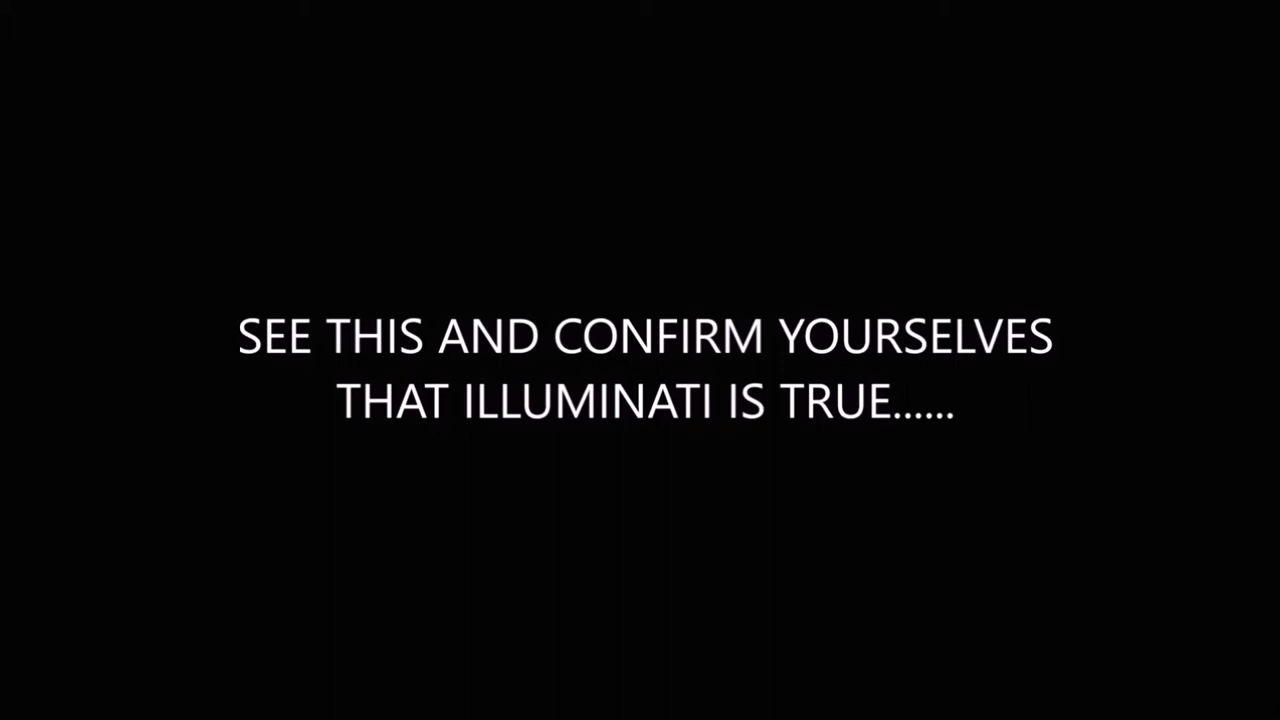 SEE THIS AND CONFIRM YOURSELVES
THAT ILLUMINATI IS TRUE......